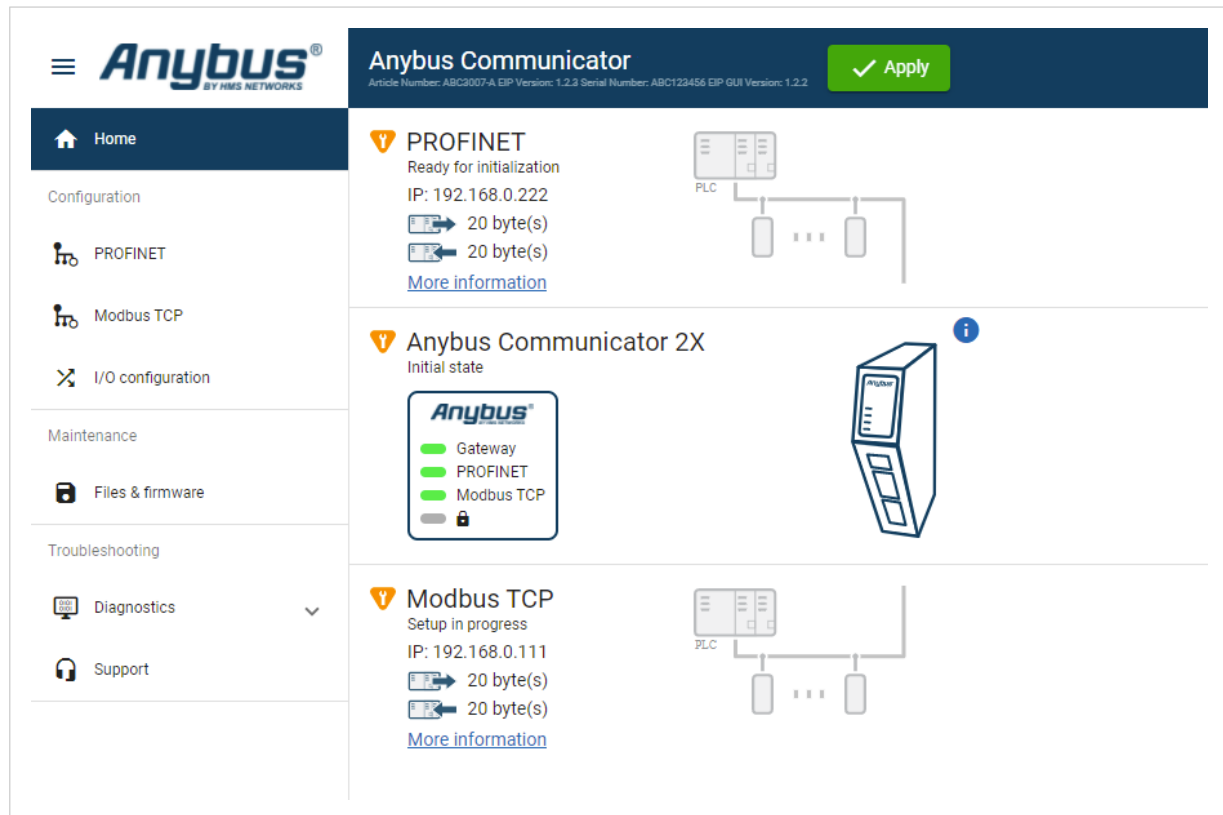 Anybus®
BY HMS NETWORKS
Anybus Communicator
Article Number: ABC3007-A EIP Version: 1.2.3 Serial Number: ABC123456 EIP GUI Version: 1.2.2
Apply
Home
Configuration
PROFINET
Modbus TCP
I/O configuration
Maintenance
Files & firmware
Troubleshooting
Diagnostics
Support
PROFINET
Ready for initialization
IP: 192.168.0.222
20 byte(s)
20 byte(s)
More information
PLC
Anybus Communicator 2X
Initial state
Anybus®
BY HMS NETWORKS
Gateway
PROFINET
Modbus TCP
Anybus
i
Modbus TCP
Setup in progress
IP: 192.168.0.111
20 byte(s)
20 byte(s)
More information
PLC